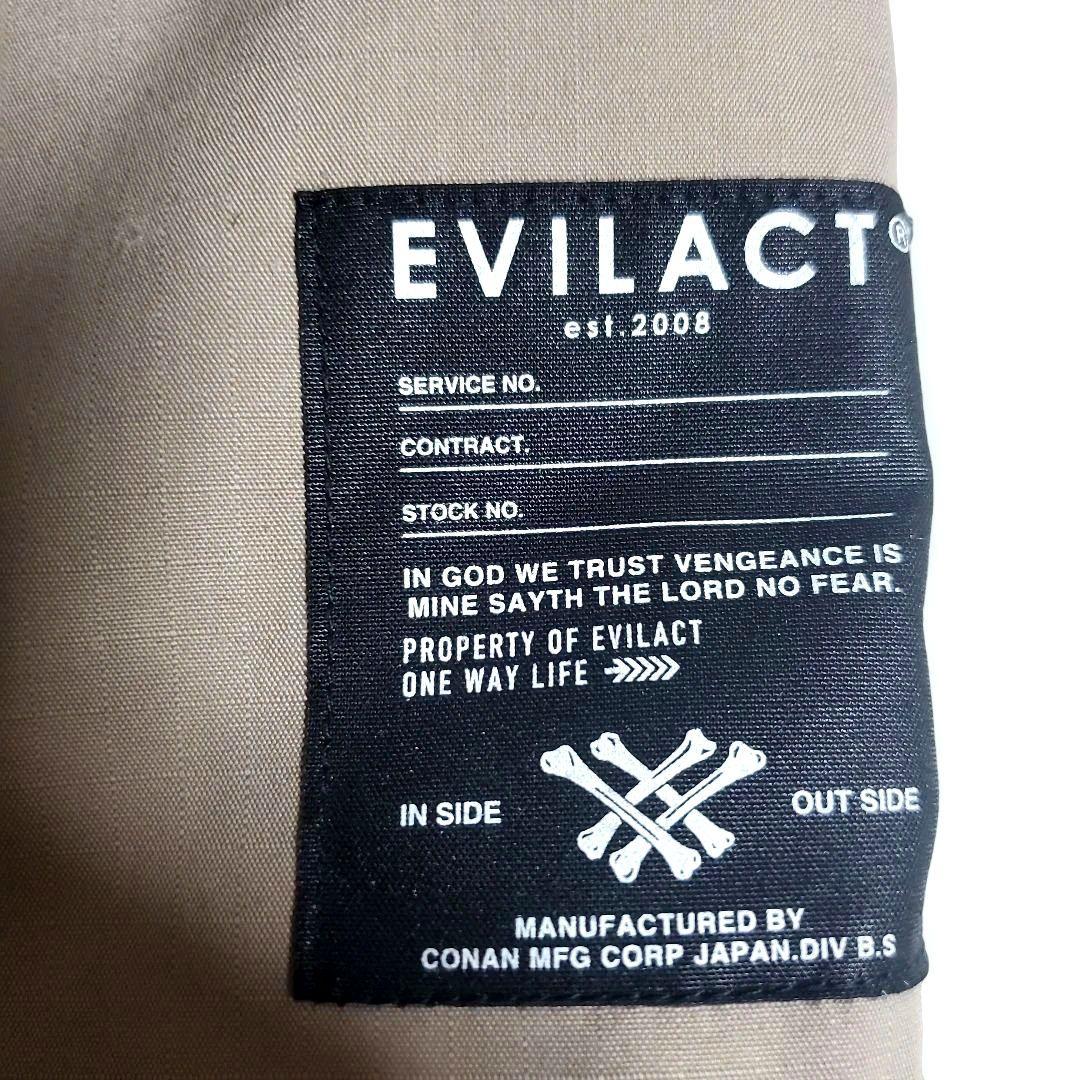 EVILACT®
est.2008
SERVICE NO.
CONTRACT.
STOCK NO.
IN GOD WE TRUST VENGEANCE IS
MINE SAYTH THE LORD NO FEAR.
PROPERTY OF EVILACT
ONE WAY LIFE
IN SIDE OUT SIDE
MANUFACTURED BY
CONAN MFG CORP JAPAN.DIV B.S